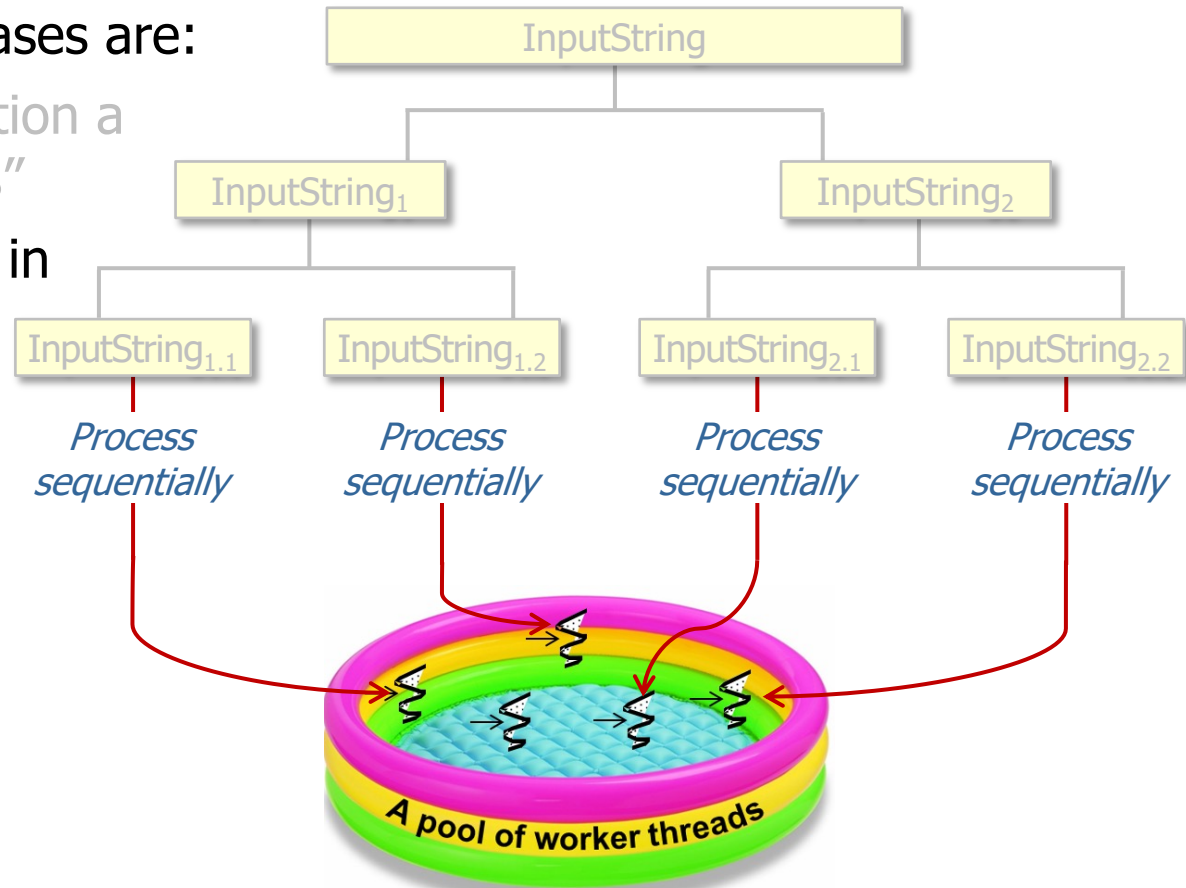 ases are:
InputString
tion a
s”
InputString₁
InputString₂
in
InputString₁.₁
InputString₁.₂
InputString₂.₁
InputString₂.₂
Process
sequentially
Process
sequentially
Process
sequentially
Process
sequentially
A pool of worker threads